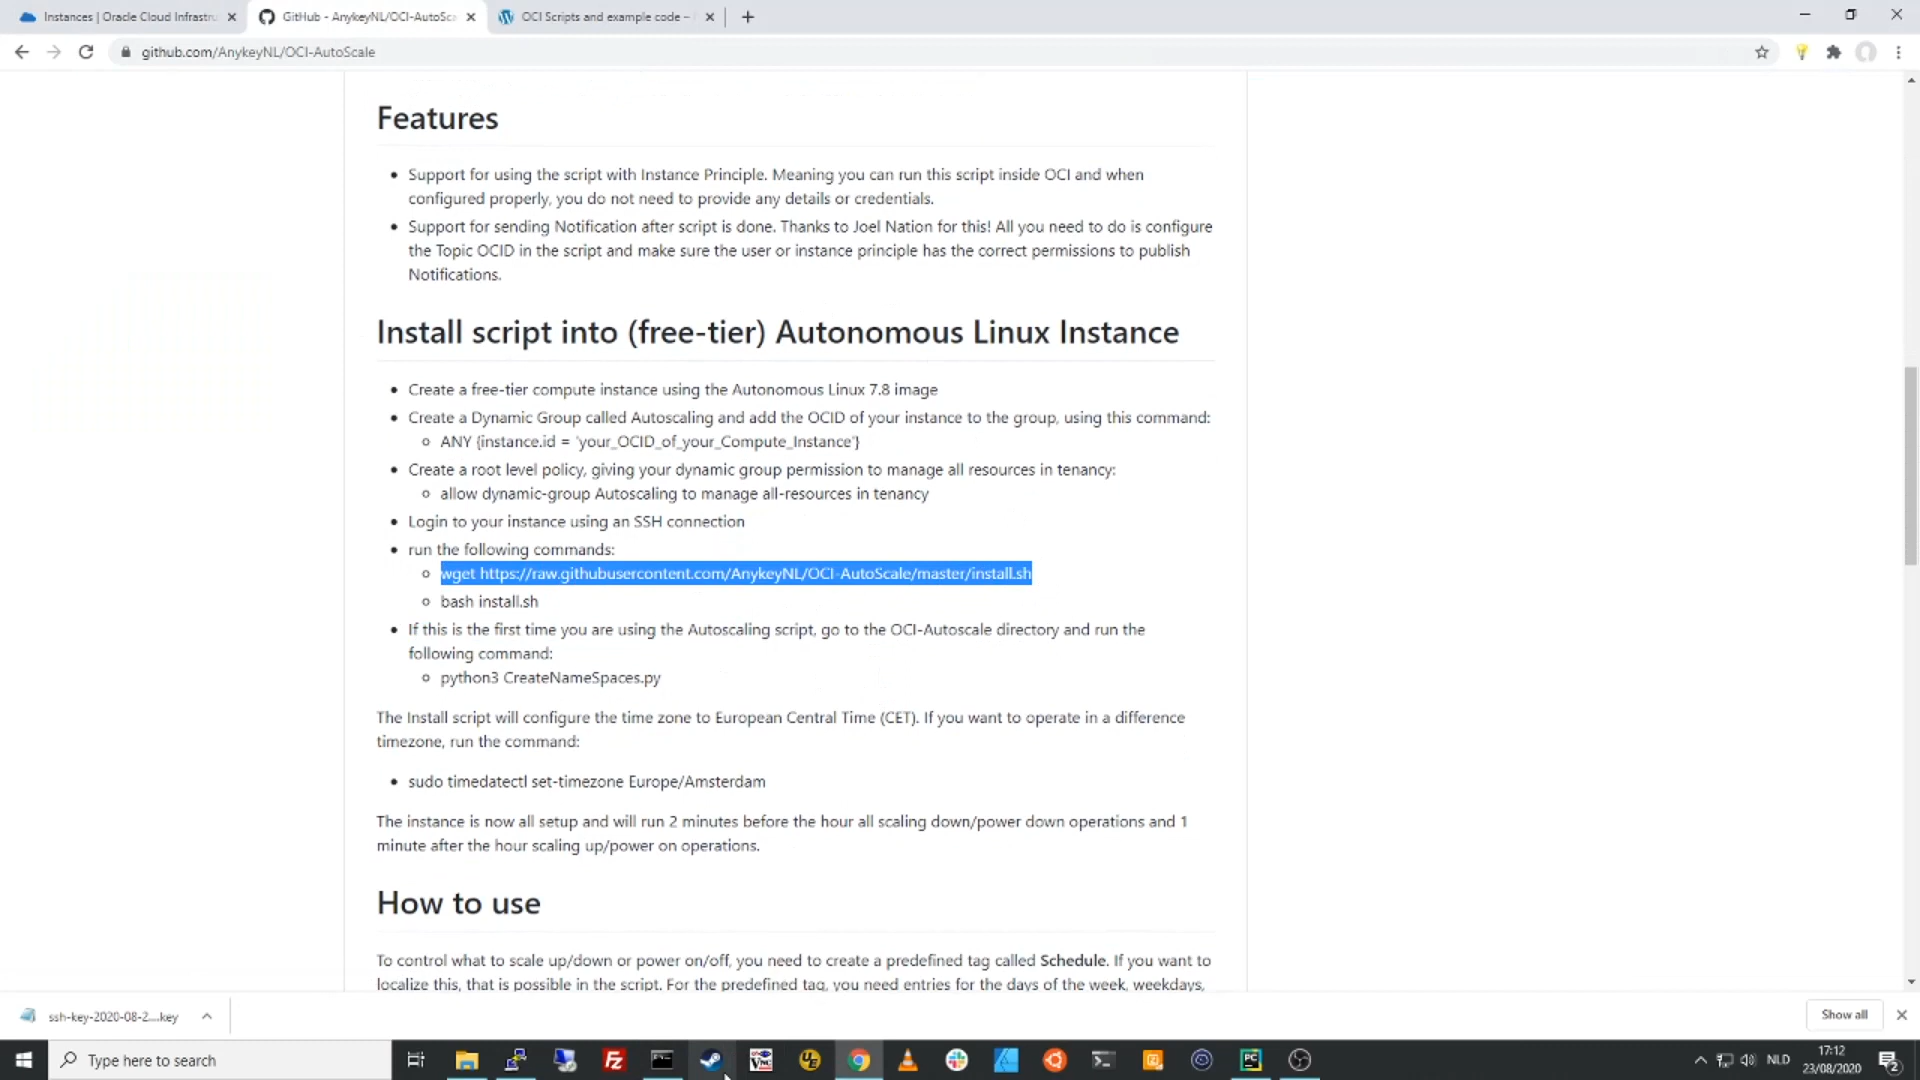 Instances | Oracle Cloud Infrastru
GitHub - AnykeyNL/OCI-AutoSca
OCI Scripts and example code –
github.com/AnykeyNL/OCI-AutoScale
Features
Support for using the script with Instance Principle. Meaning you can run this script inside OCI and when
configured properly, you do not need to provide any details or credentials.
Support for sending Notification after script is done. Thanks to Joel Nation for this! All you need to do is configure
the Topic OCID in the script and make sure the user or instance principle has the correct permissions to publish
Notifications.
Install script into (free-tier) Autonomous Linux Instance
Create a free-tier compute instance using the Autonomous Linux 7.8 image
Create a Dynamic Group called Autoscaling and add the OCID of your instance to the group, using this command:
ANY {instance.id = 'your_OCID_of_your_Compute_Instance'}
Create a root level policy, giving your dynamic group permission to manage all resources in tenancy:
allow dynamic-group Autoscaling to manage all-resources in tenancy
Login to your instance using an SSH connection
run the following commands:
wget https://raw.githubusercontent.com/AnykeyNL/OCI-AutoScale/master/install.sh
bash install.sh
If this is the first time you are using the Autoscaling script, go to the OCI-Autoscale directory and run the
following command:
python3 CreateNameSpaces.py
The Install script will configure the time zone to European Central Time (CET). If you want to operate in a difference
timezone, run the command:
sudo timedatectl set-timezone Europe/Amsterdam
The instance is now all setup and will run 2 minutes before the hour all scaling down/power down operations and 1
minute after the hour scaling up/power on operations.
How to use
To control what to scale up/down or power on/off, you need to create a predefined tag called Schedule. If you want to
localize this, that is possible in the script. For the predefined tag, you need entries for the days of the week, weekdays,
ssh-key-2020-08-2....key
Show all
Type here to search
NLD
17:12
23/08/2020
2